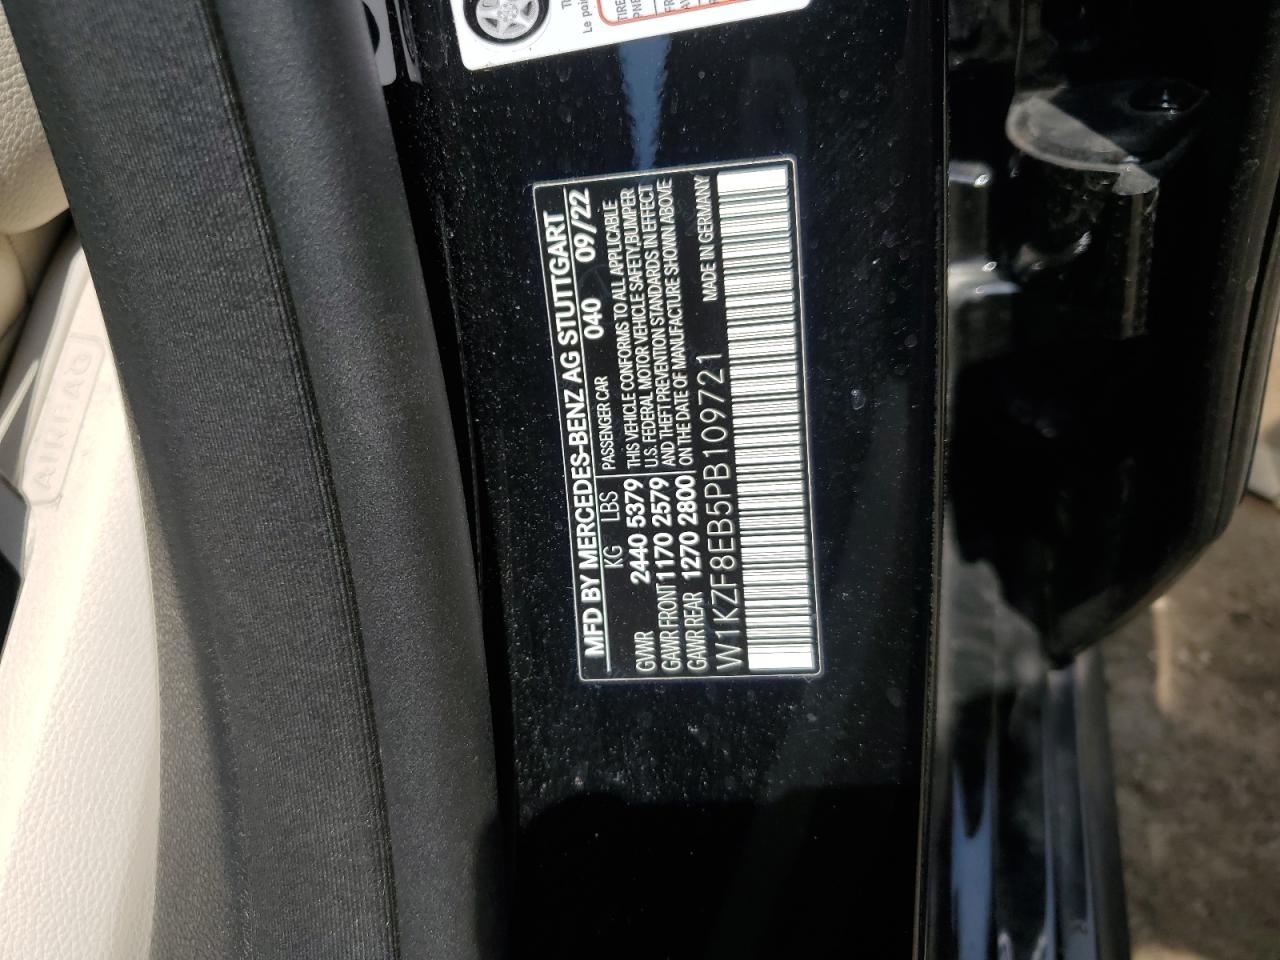 MFD BY MERCEDES-BENZ AG STUTTGART
KG LBS PASSENGER CAR 040 09/22
GVWR 2440 5379 THIS VEHICLE CONFORMS TO ALL APPLICABLE
GAWR FRONT 1170 2579 U.S. FEDERAL MOTOR VEHICLE SAFETY, BUMPER
GAWR REAR 1270 2800 AND THEFT PREVENTION STANDARDS IN EFFECT
ON THE DATE OF MANUFACTURE SHOWN ABOVE
W1KZF8EB5PB109721 MADE IN GERMANY
AIRBAG
Le